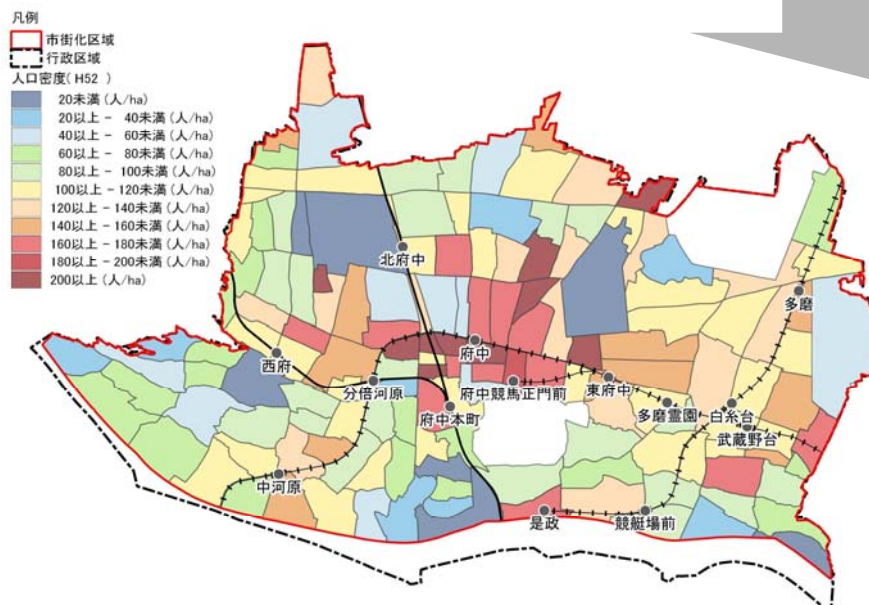 凡例
市街化区域
行政区域
人口密度( H52 )
20未満 (人/ha)
20以上 - 40未満 (人/ha)
40以上 - 60未満 (人/ha)
60以上 - 80未満 (人/ha)
80以上 - 100未満 (人/ha)
100以上 - 120未満 (人/ha)
120以上 - 140未満 (人/ha)
140以上 - 160未満 (人/ha)
160以上 - 180未満 (人/ha)
180以上 - 200未満 (人/ha)
200以上 (人/ha)
北府中
多磨
府中
西府
分倍河原
府中競馬正門前
東府中
府中本町
多磨霊園
白糸台
武蔵野台
中河原
是政
競艇場前